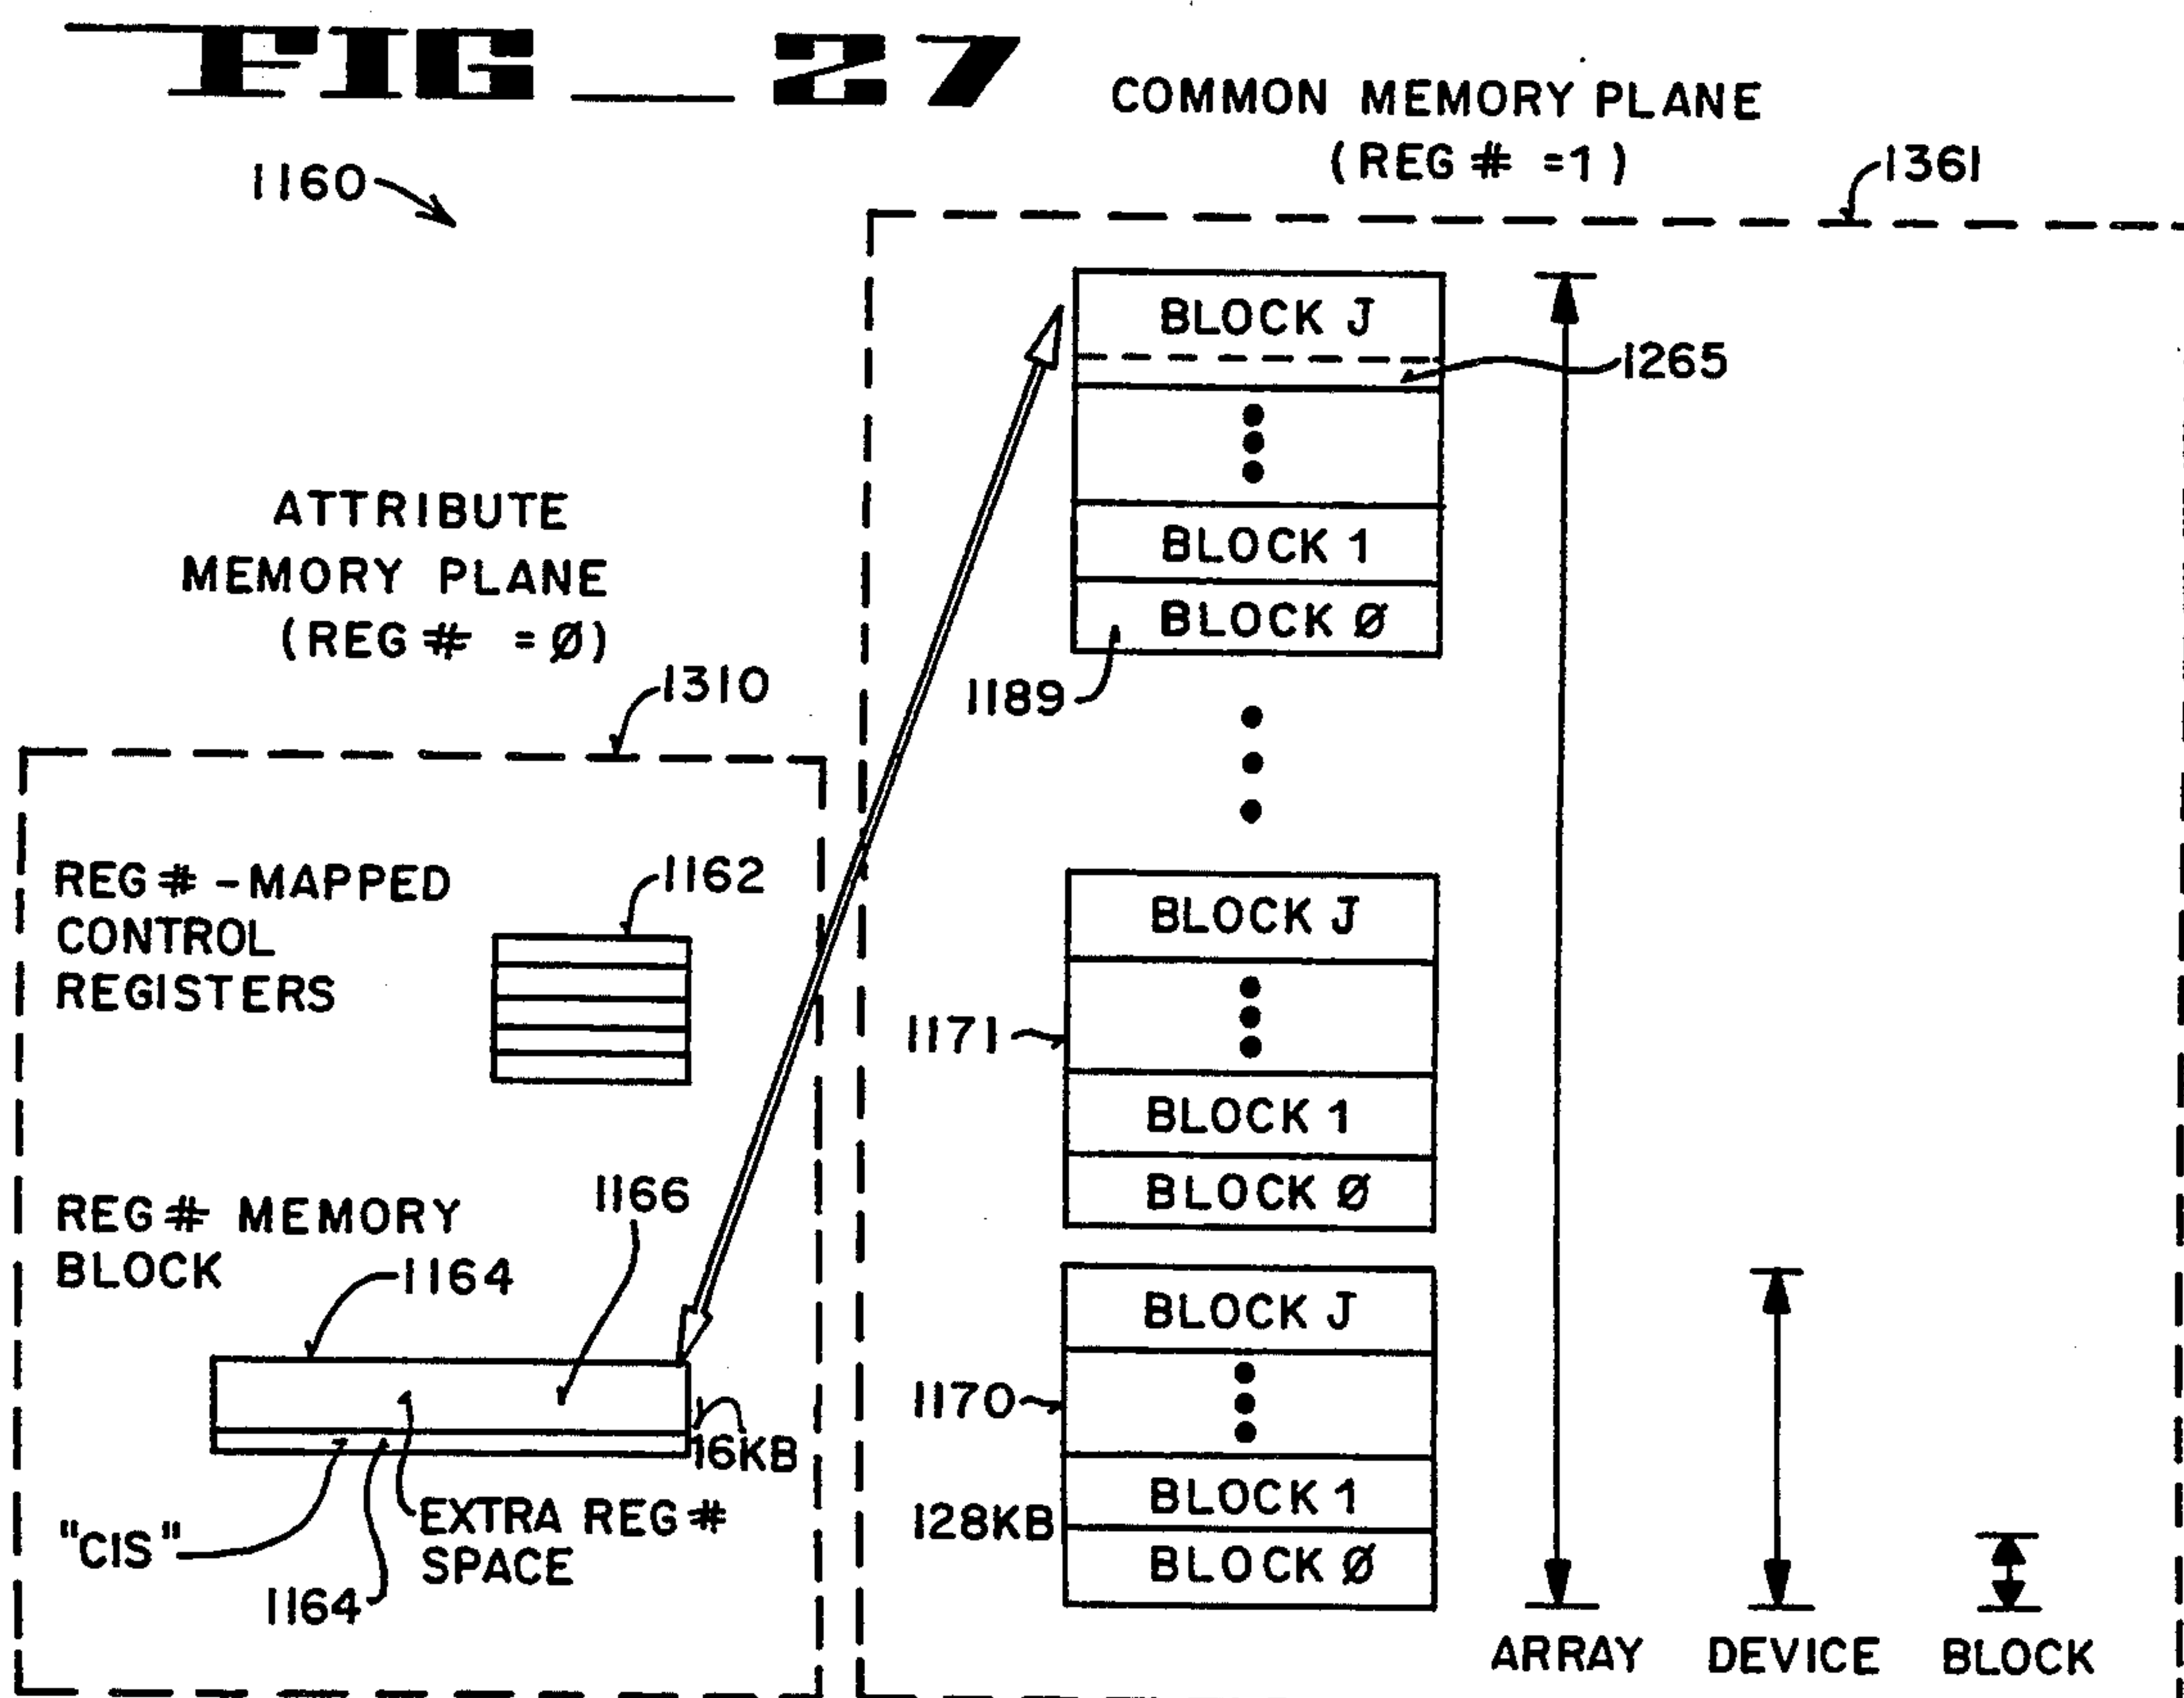 FIG_27
COMMON MEMORY PLANE
(REG # =1)
1361
1160
BLOCK J
1265
BLOCK 1
BLOCK Ø
1189
ATTRIBUTE
MEMORY PLANE
(REG # =Ø)
1310
REG #-MAPPED
CONTROL
REGISTERS
1162
REG # MEMORY
BLOCK
1164
1166
16KB
"CIS"
1164
EXTRA REG #
SPACE
BLOCK J
1171
BLOCK 1
BLOCK Ø
BLOCK J
1170
BLOCK 1
128KB
BLOCK Ø
ARRAY
DEVICE
BLOCK